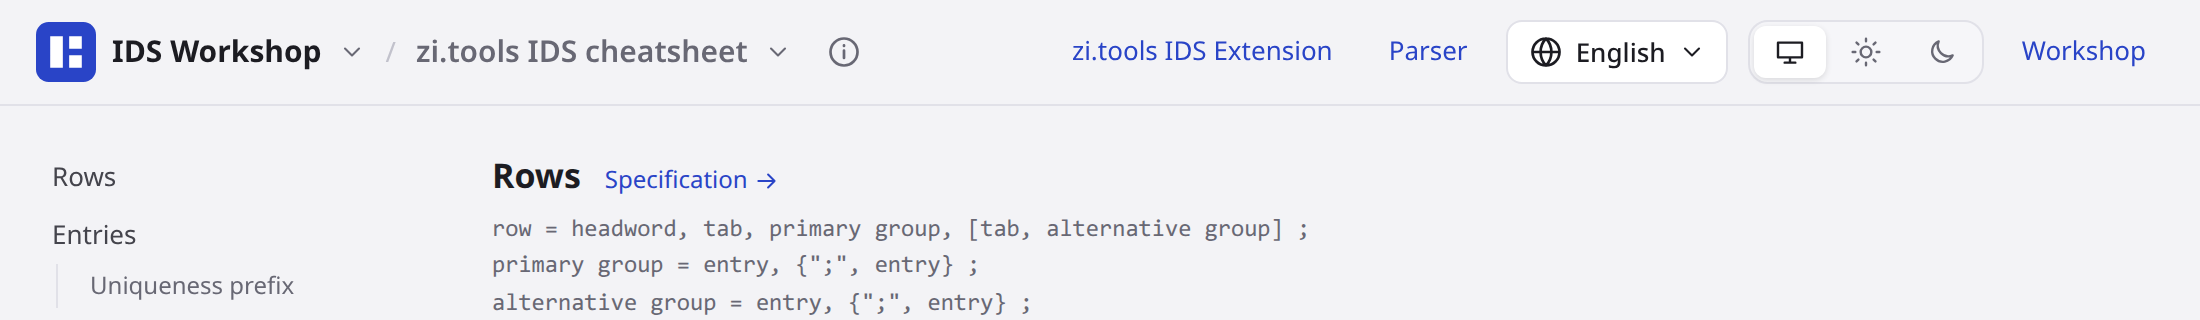 IDS Workshop / zi.tools IDS cheatsheet zi.tools IDS Extension Parser English Workshop
Rows
Entries
Uniqueness prefix
Rows Specification →
row = headword, tab, primary group, [tab, alternative group] ;
primary group = entry, {";", entry} ;
alternative group = entry, {";", entry} ;